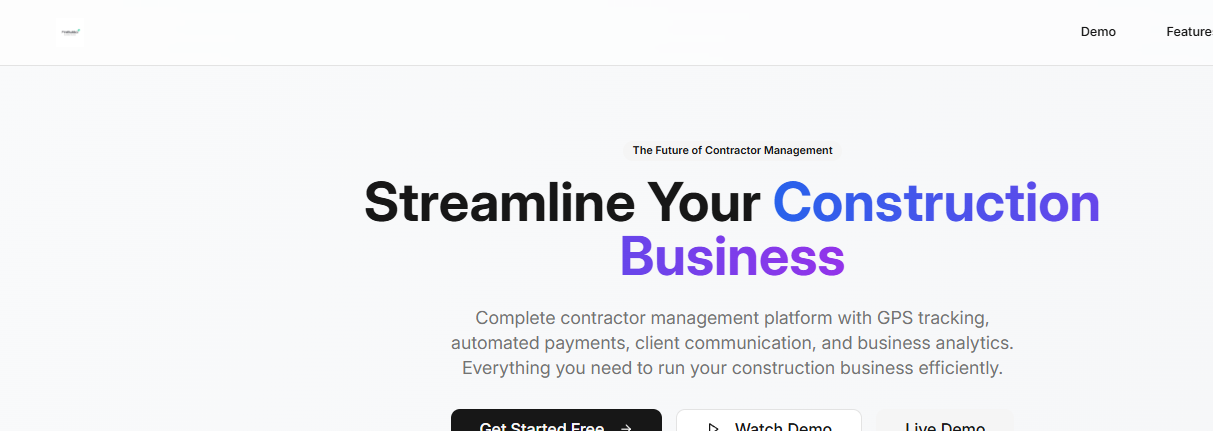 Demo
Feature
The Future of Contractor Management
Streamline Your Construction
Business
Complete contractor management platform with GPS tracking,
automated payments, client communication, and business analytics.
Everything you need to run your construction business efficiently.
Get Started Free
Watch Demo
Live Demo